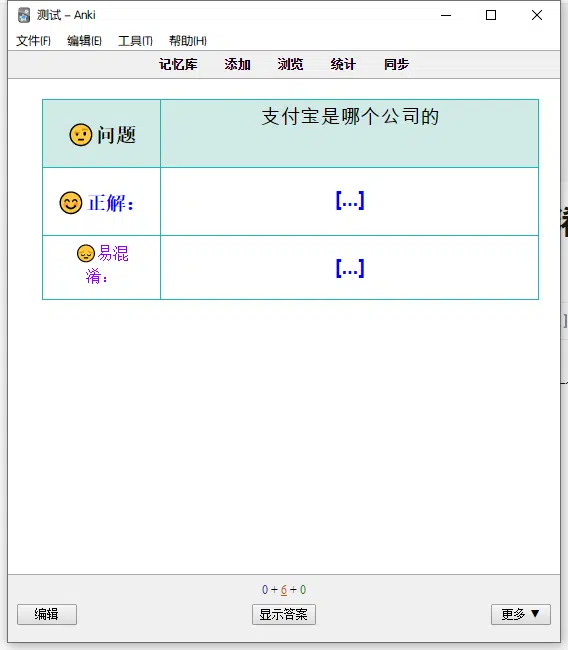 测试 – Anki
文件(F) 编辑(E) 工具(T) 帮助(H)
记忆库 添加 浏览 统计 同步
问题
支付宝是哪个公司的
正解：
[...]
易混
淆：
[...]
0 + 6 + 0
编辑 显示答案 更多 ▼